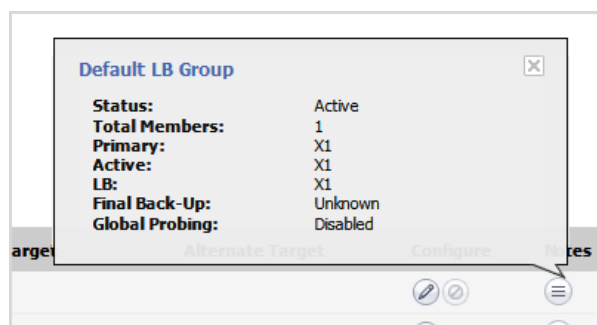 Default LB Group
Status: Active
Total Members: 1
Primary: X1
Active: X1
LB: X1
Final Back-Up: Unknown
Global Probing: Disabled
Alternate Target Configure